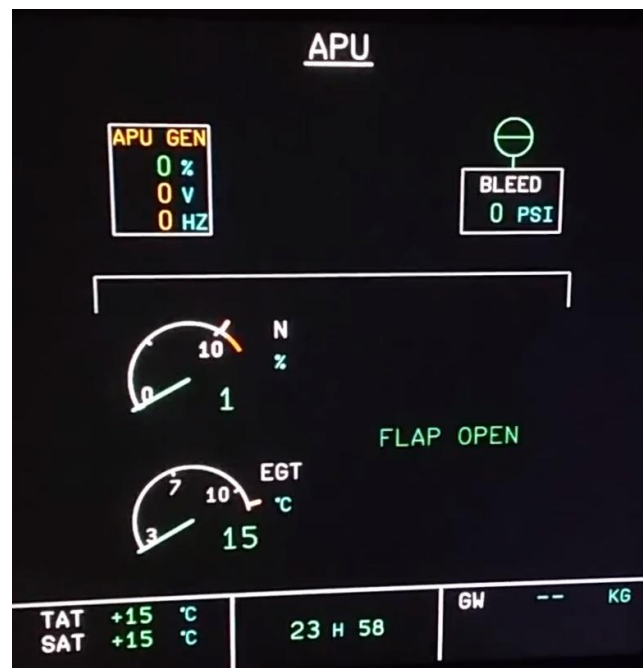 APU
APU GEN
0 %
0 V
0 HZ
BLEED
0 PSI
10
0
N
%
1
FLAP OPEN
7
10
3
EGT
°C
15
TAT +15 °C
SAT +15 °C
23 H 58
GW -- KG